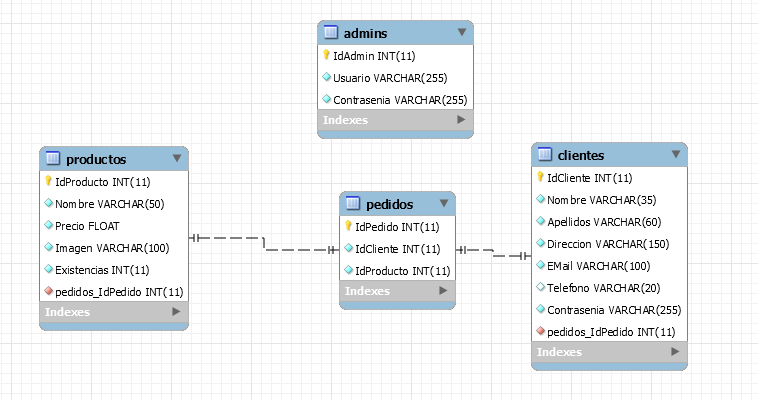 admins
IdAdmin INT(11)
Usuario VARCHAR(255)
Contrasenia VARCHAR(255)
Indexes
productos
IdProducto INT(11)
Nombre VARCHAR(50)
Precio FLOAT
Imagen VARCHAR(100)
Existencias INT(11)
pedidos_IdPedido INT(11)
Indexes
pedidos
IdPedido INT(11)
IdCliente INT(11)
IdProducto INT(11)
Indexes
clientes
IdCliente INT(11)
Nombre VARCHAR(35)
Apellidos VARCHAR(60)
Direccion VARCHAR(150)
EMail VARCHAR(100)
Telefono VARCHAR(20)
Contrasenia VARCHAR(255)
pedidos_IdPedido INT(11)
Indexes